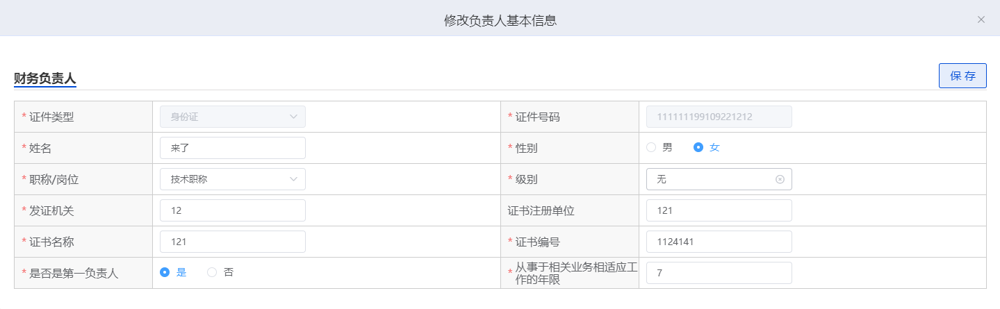 修改负责人基本信息
财务负责人
保 存
* 证件类型 身份证 * 证件号码 111111199109221212
* 姓名 来了 * 性别 男 女
* 职称/岗位 技术职称 * 级别 无
* 发证机关 12 证书注册单位 121
* 证书名称 121 * 证书编号 1124141
* 是否是第一负责人 是 否 * 从事于相关业务相适应工
作的年限 7